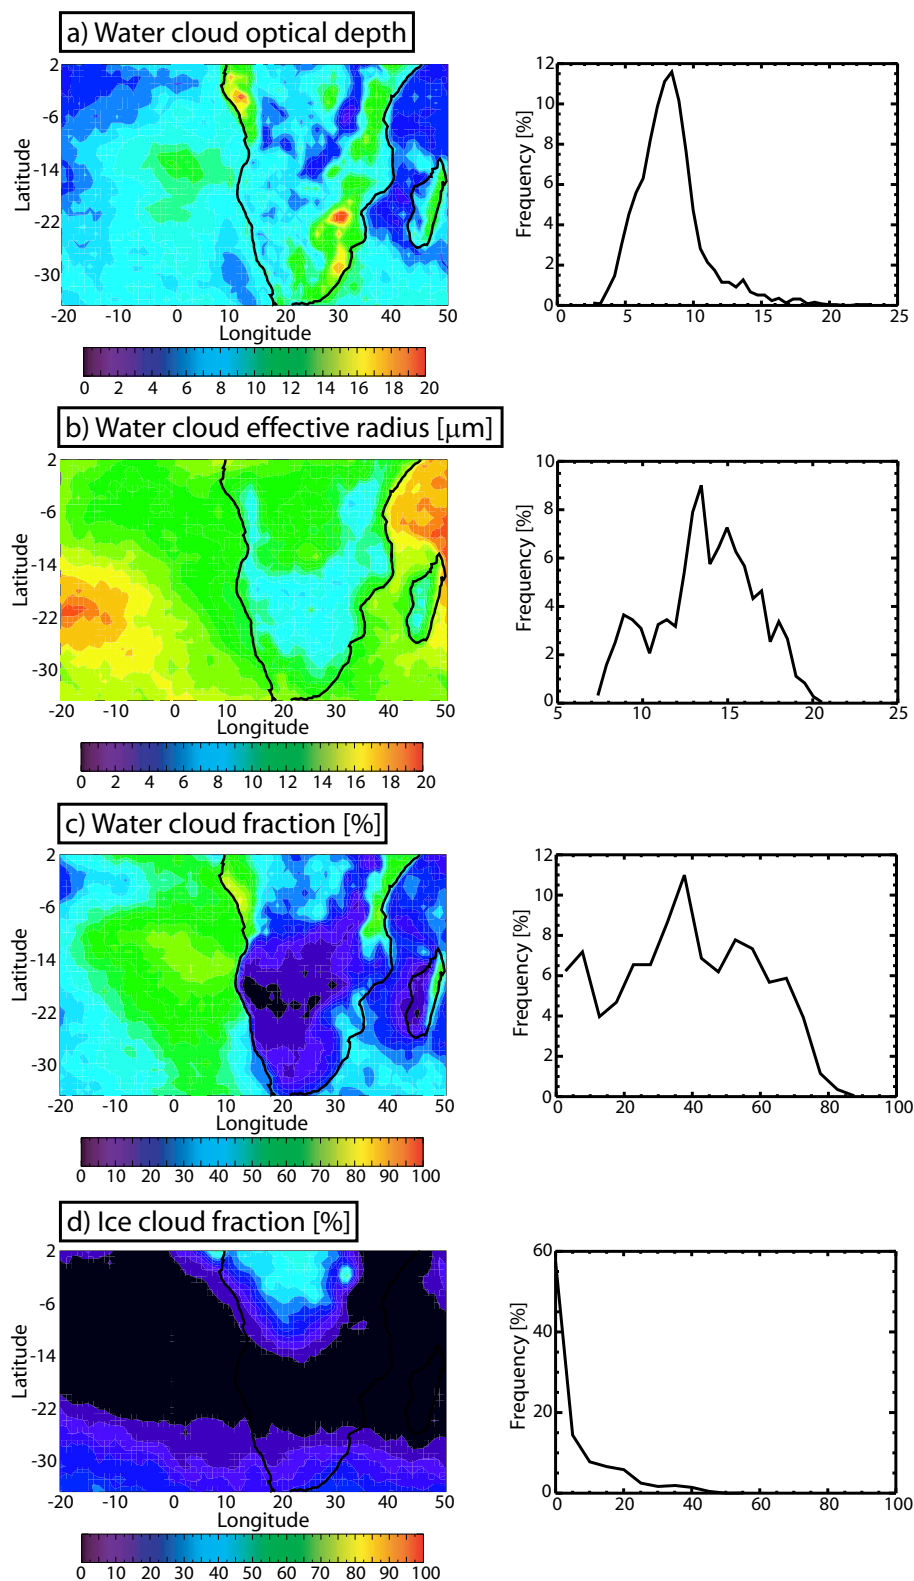 a) Water cloud optical depth
2
-6
-14
-22
-30
Latitude
-20 -10 0 10 20 30 40 50
Longitude
0 2 4 6 8 10 12 14 16 18 20
12
10
8
6
4
2
0
Frequency [%]
0 5 10 15 20 25
b) Water cloud effective radius [μm]
2
-6
-14
-22
-30
Latitude
-20 -10 0 10 20 30 40 50
Longitude
0 2 4 6 8 10 12 14 16 18 20
10
8
6
4
2
0
Frequency [%]
5 10 15 20 25
c) Water cloud fraction [%]
2
-6
-14
-22
-30
Latitude
-20 -10 0 10 20 30 40 50
Longitude
0 10 20 30 40 50 60 70 80 90 100
12
10
8
6
4
2
0
Frequency [%]
20 40 60 80 100
d) Ice cloud fraction [%]
2
-6
-14
-22
-30
Latitude
-20 -10 0 10 20 30 40 50
Longitude
0 10 20 30 40 50 60 70 80 90 100
60
40
20
0
Frequency [%]
0 20 40 60 80 100